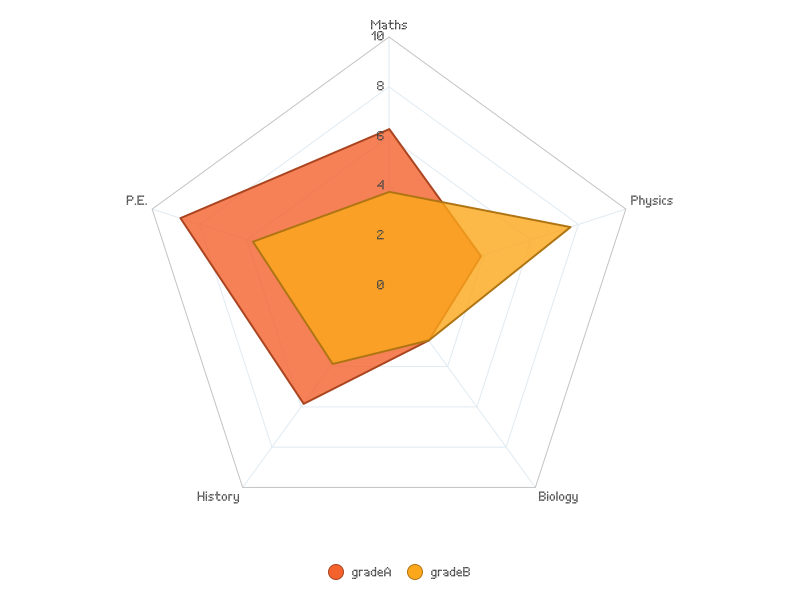 Maths
10
8
6
4
2
0
P.E.
Physics
History
Biology
gradeA
gradeB